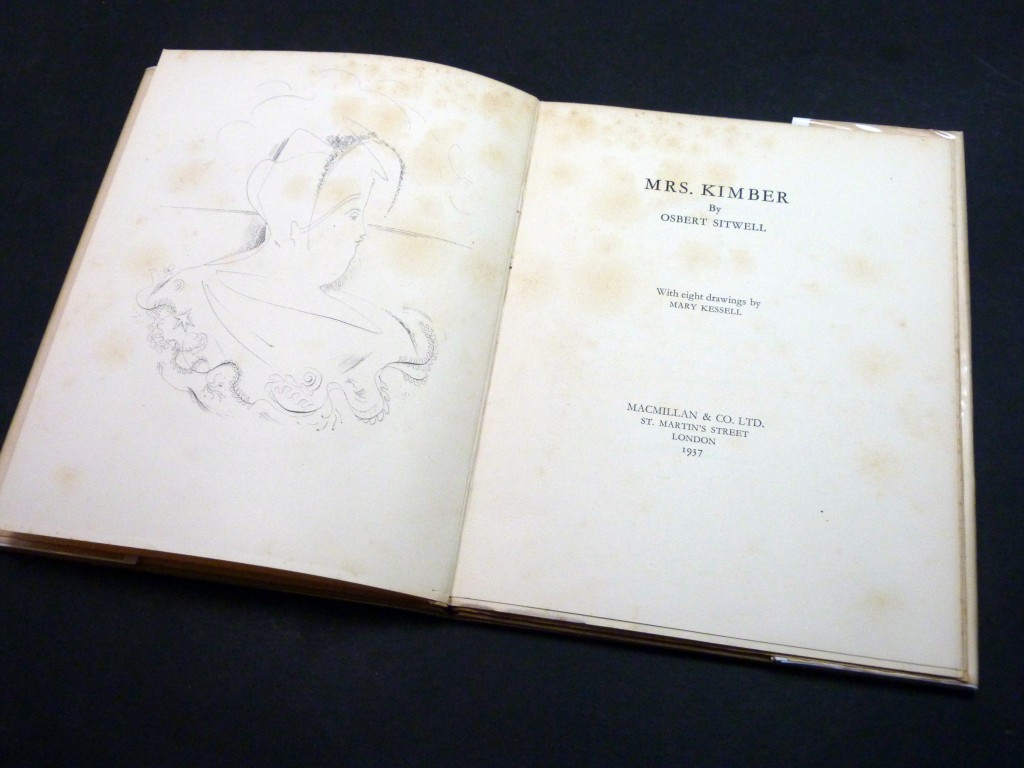 MRS. KIMBER
By
OSBERT SITWELL
With eight drawings by
MARY KESSELL
MACMILLAN & CO. LTD.
ST. MARTIN'S STREET
LONDON
1937